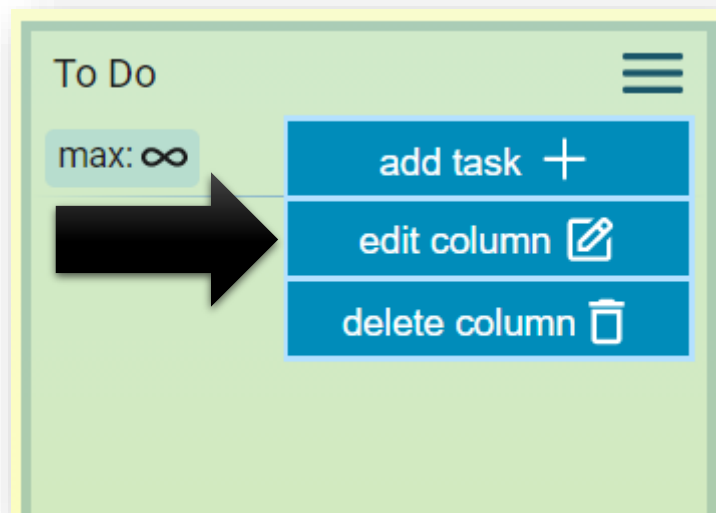 To Do
max: ∞
add task
edit column
delete column